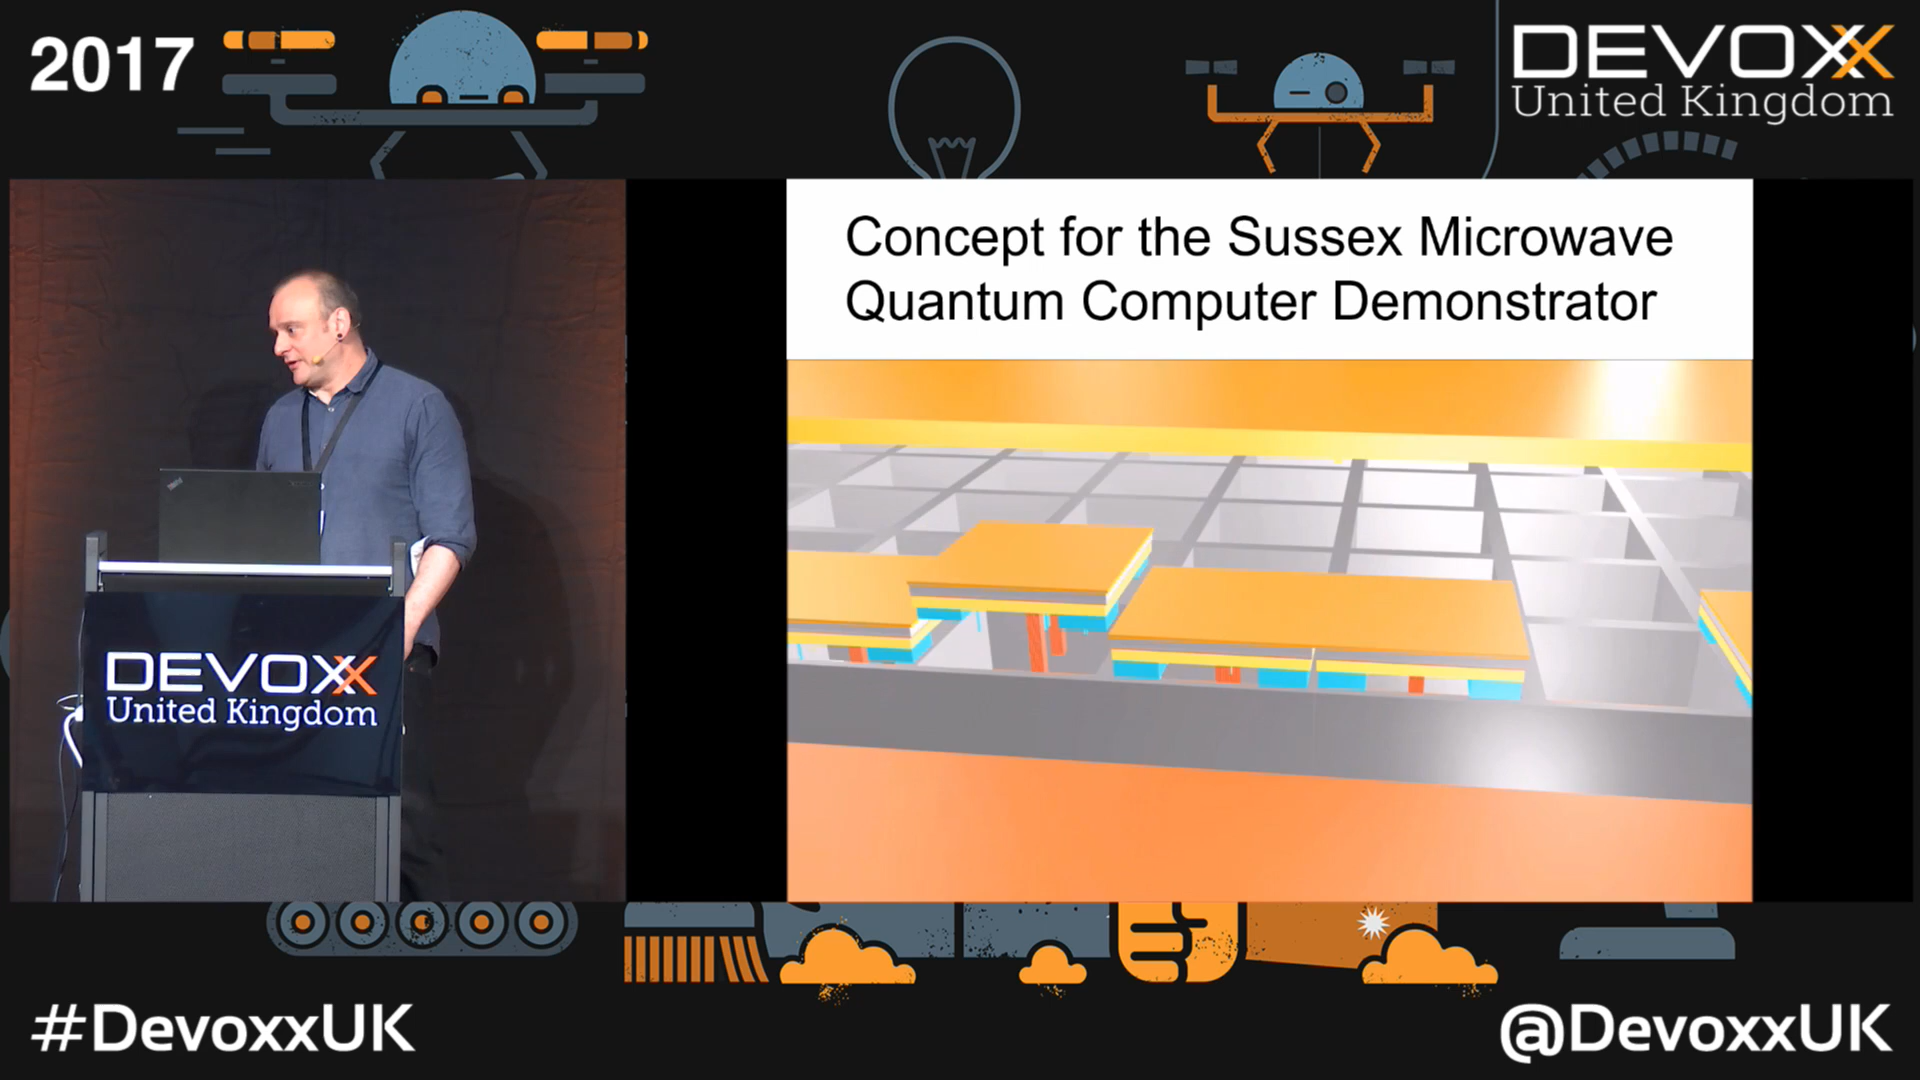 2017
DEVOXX
United Kingdom
Concept for the Sussex Microwave
Quantum Computer Demonstrator
DEVOXX
United Kingdom
#DevoxxUK
@DevoxxUK